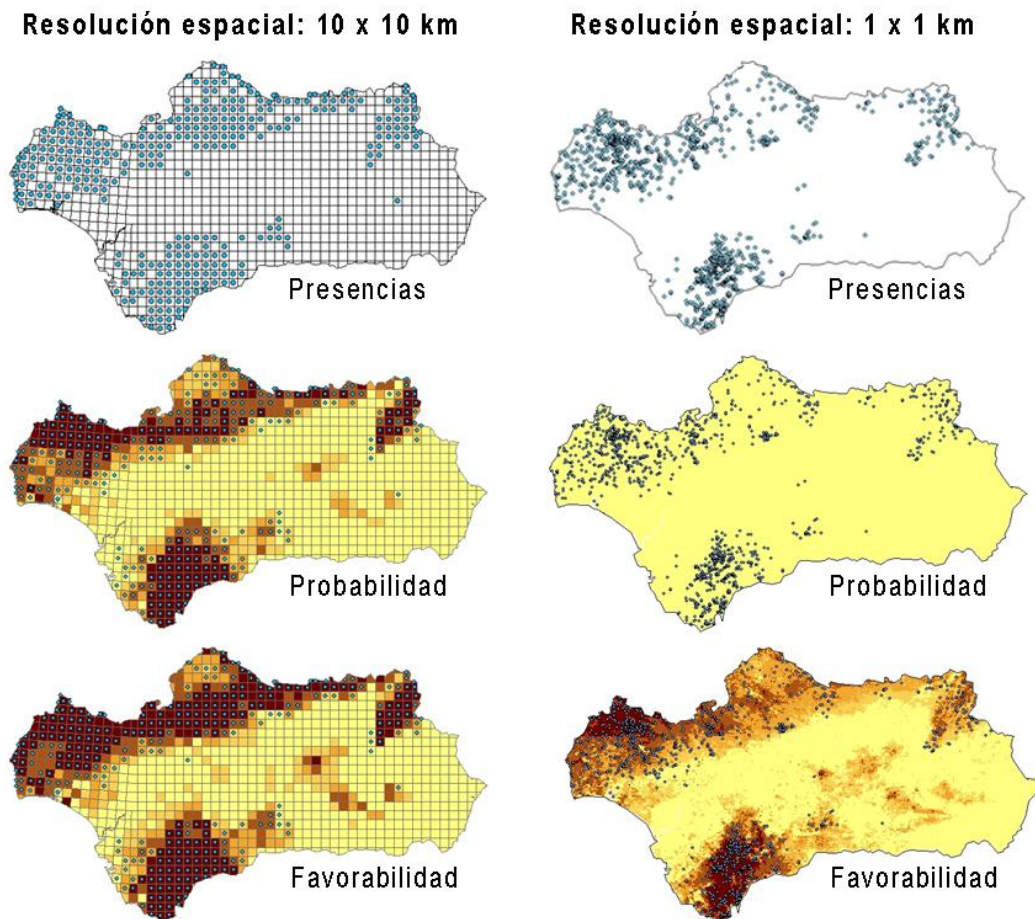 Resolución espacial: 10 x 10 km
Resolución espacial: 1 x 1 km
Presencias
Presencias
Probabilidad
Probabilidad
Favorabilidad
Favorabilidad